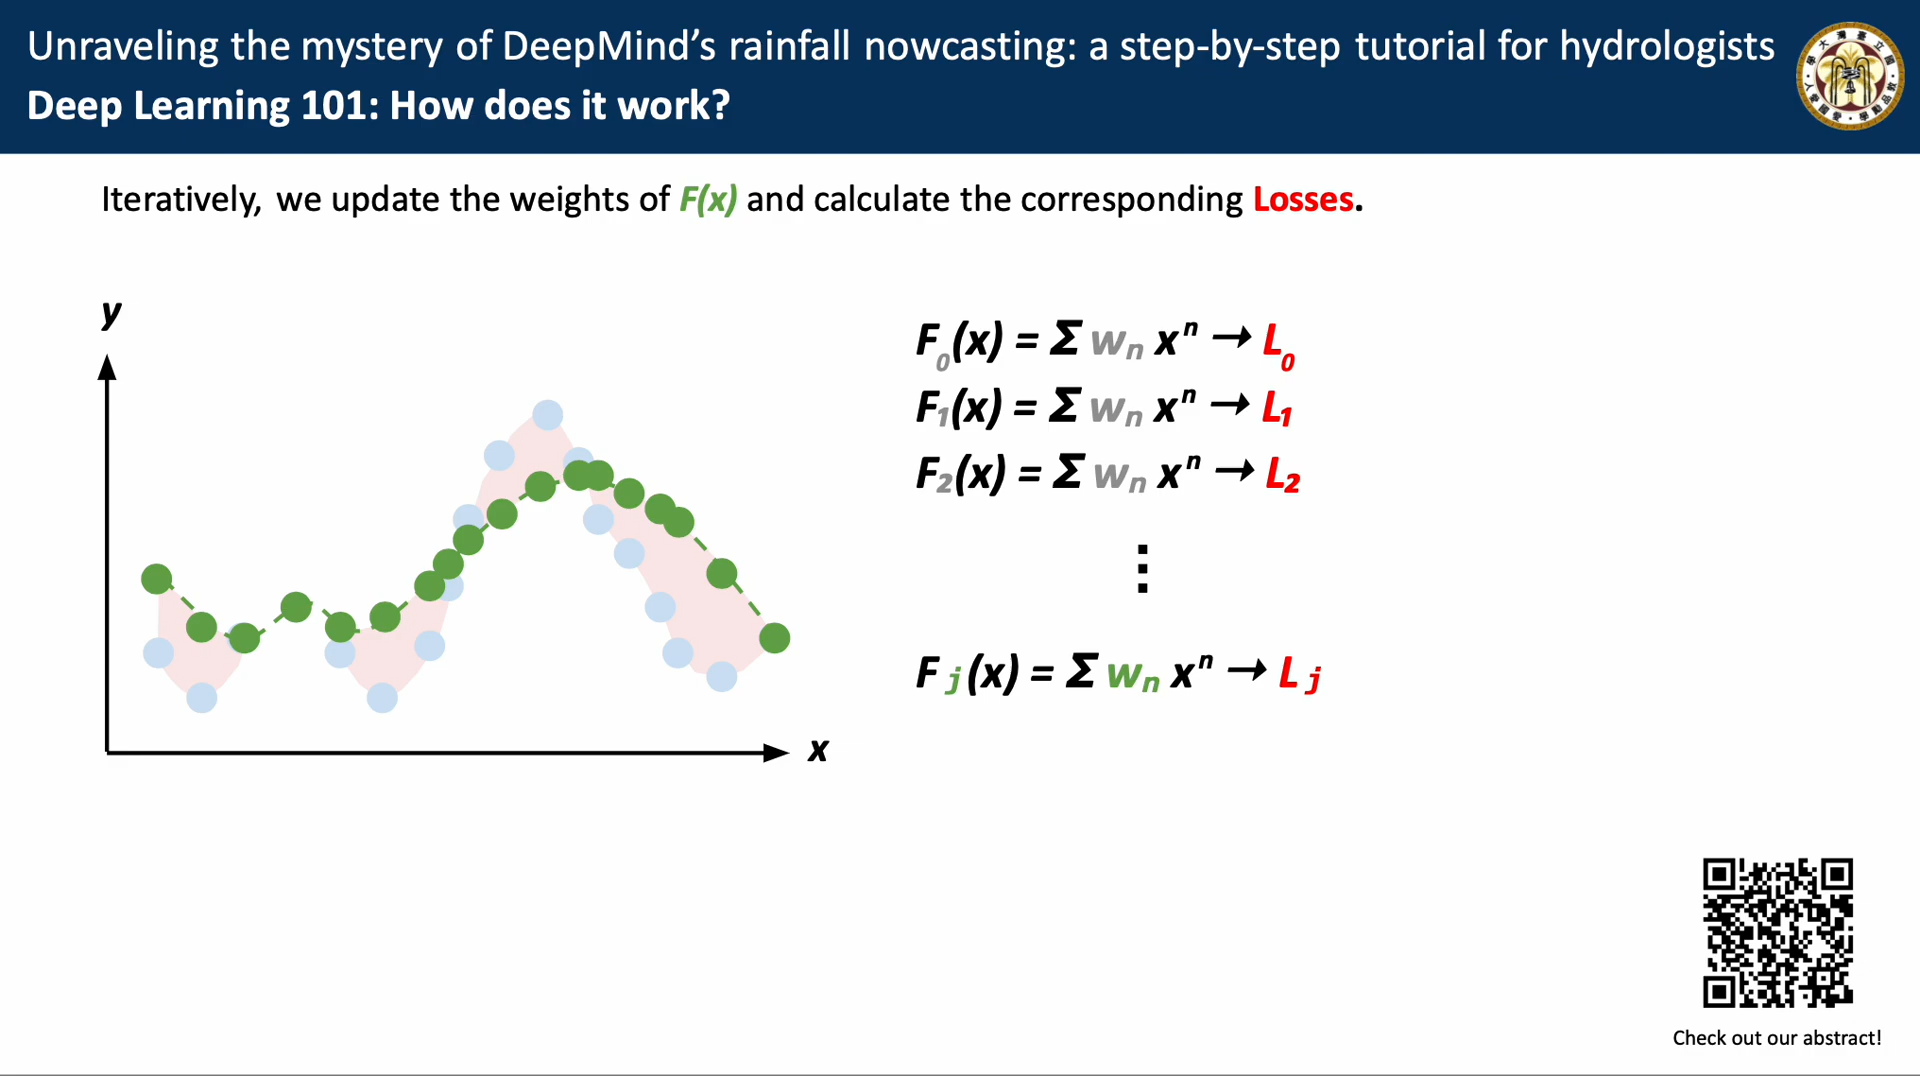 Unraveling the mystery of DeepMind’s rainfall nowcasting: a step-by-step tutorial for hydrologists
Deep Learning 101: How does it work?
Iteratively, we update the weights of F(x) and calculate the corresponding Losses.
y
F₀(x) = Σ wₙ xⁿ → L₀
F₁(x) = Σ wₙ xⁿ → L₁
F₂(x) = Σ wₙ xⁿ → L₂
⋮
Fⱼ(x) = Σ wₙ xⁿ → Lⱼ
x
Check out our abstract!